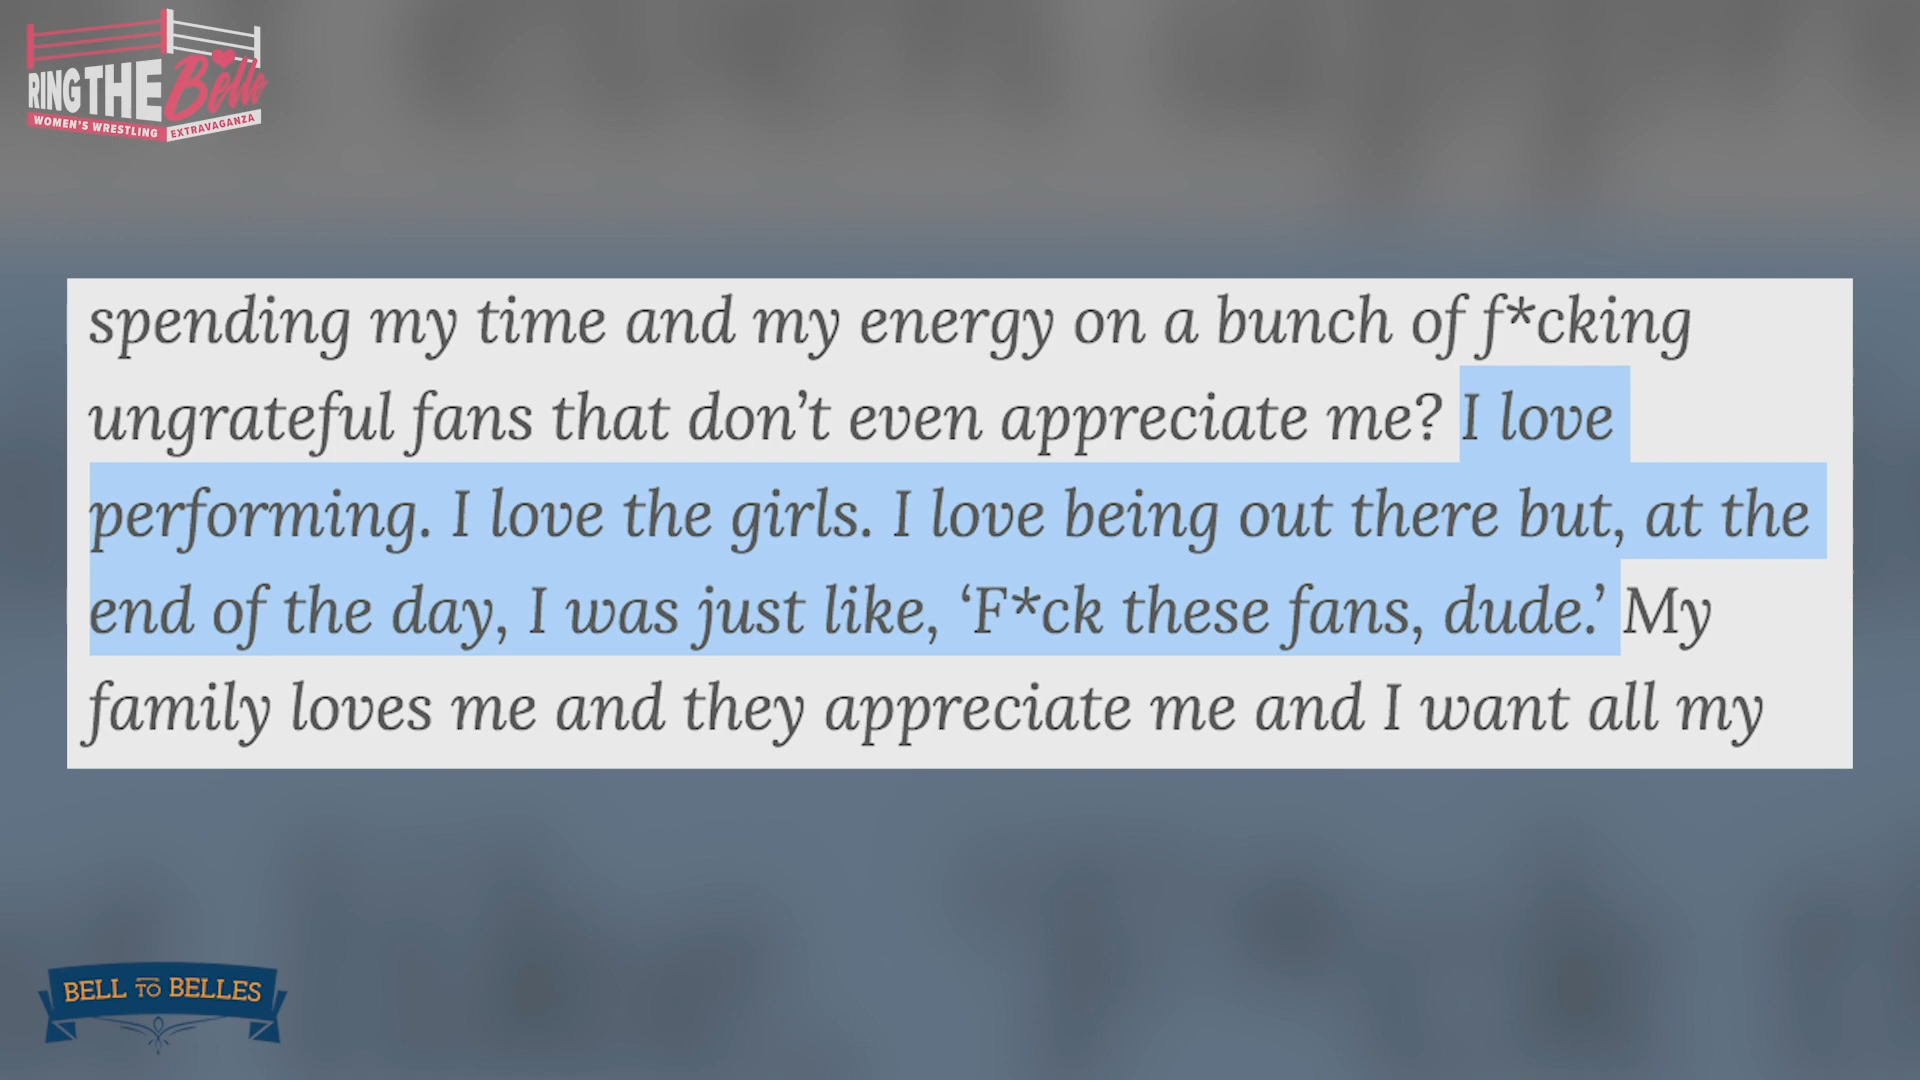 RING THE Belle
WOMEN'S WRESTLING EXTRAVAGANZA
spending my time and my energy on a bunch of f*cking
ungrateful fans that don’t even appreciate me? I love
performing. I love the girls. I love being out there but, at the
end of the day, I was just like, ‘F*ck these fans, dude.’ My
family loves me and they appreciate me and I want all my
BELL TO BELLES